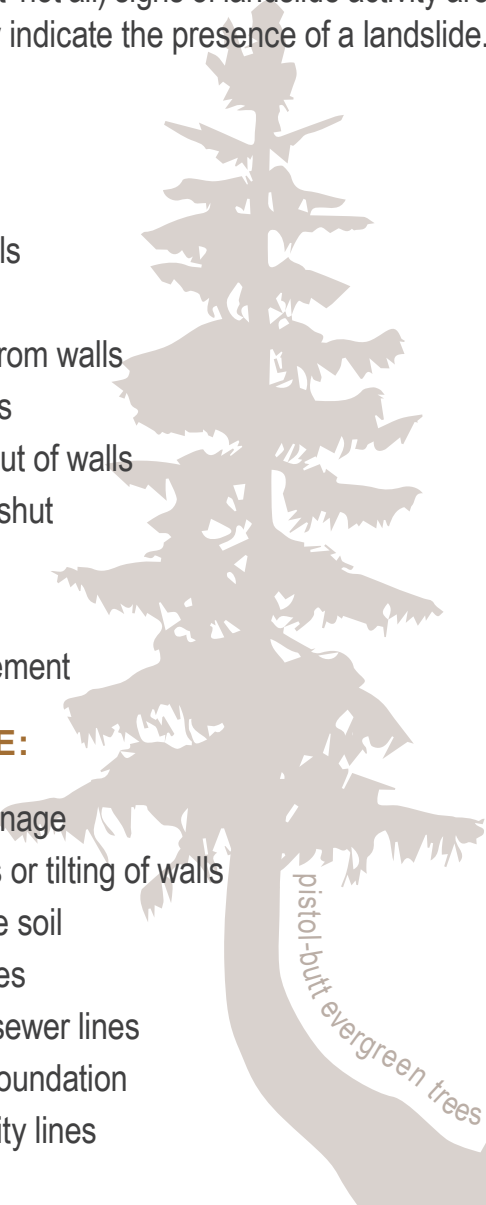 not all) signs of landslide activity are
indicate the presence of a landslide.
ls
rom walls
s
ut of walls
shut
ement
E:
nage
s or tilting of walls
e soil
es
sewer lines
oundation
ity lines
pistol-butt evergreen trees